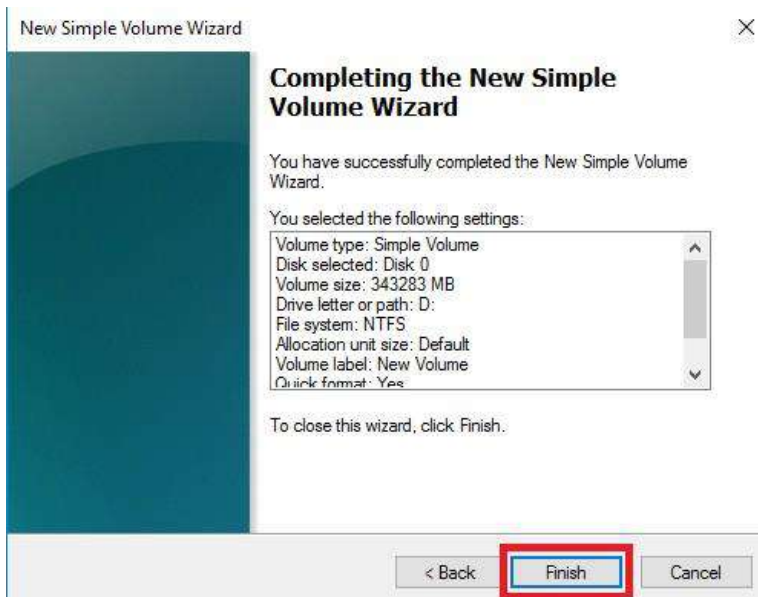 New Simple Volume Wizard
Completing the New Simple
Volume Wizard
You have successfully completed the New Simple Volume
Wizard.
You selected the following settings:
Volume type: Simple Volume
Disk selected: Disk 0
Volume size: 343283 MB
Drive letter or path: D:
File system: NTFS
Allocation unit size: Default
Volume label: New Volume
Quick format: Yes
To close this wizard, click Finish.
< Back
Finish
Cancel